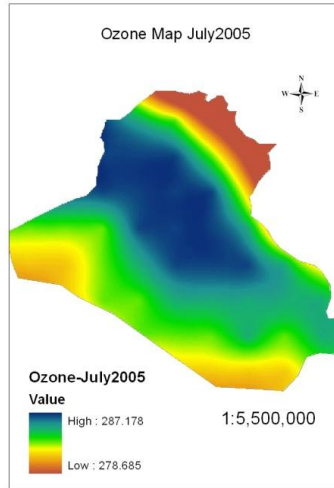 Ozone Map July2005
N
W E
S
Ozone-July2005
Value
High : 287.178
Low : 278.685
1:5,500,000